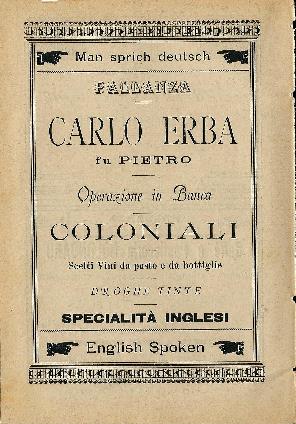 Man sprich deutsch
PALLANZA
CARLO ERBA
fu PIETRO
Operazione in Banca
COLONIALI
Scelti Vini da pasto e da bottiglia
DROGHE TINTE
SPECIALITÀ INGLESI
English Spoken